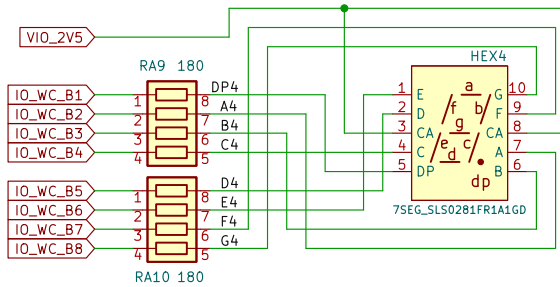 VIO_2V5
HEX4
RA9 180
IO_WC_B1 1 8 DP4
IO_WC_B2 2 7 A4
IO_WC_B3 3 6 B4
IO_WC_B4 4 5 C4
IO_WC_B5 1 8 D4
IO_WC_B6 2 7 E4
IO_WC_B7 3 6 F4
IO_WC_B8 4 5 G4
RA10 180
1 E a G 10
2 D f b F 9
3 CA g CA 8
4 C e c A 7
5 DP d B 6
dp
7SEG_SLS0281FR1A1GD